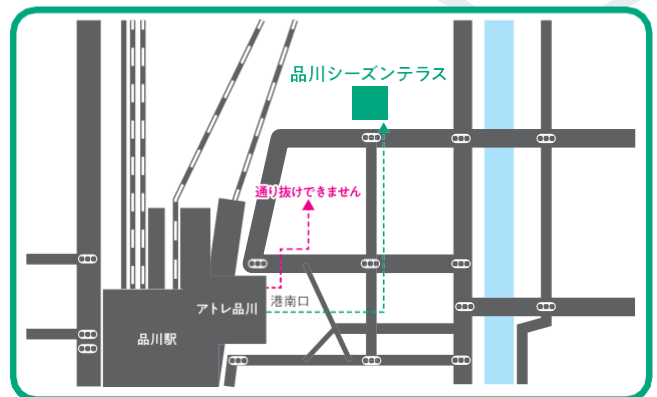 品川シーズンテラス
通り抜けできません
港南口
アトレ品川
品川駅